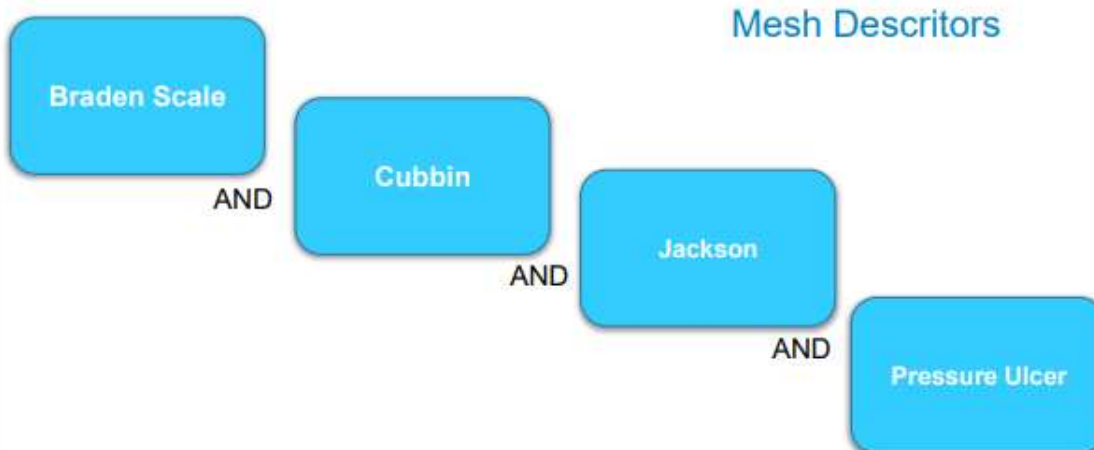 Mesh Descritors
Braden Scale
AND
Cubbin
AND
Jackson
AND
Pressure Ulcer